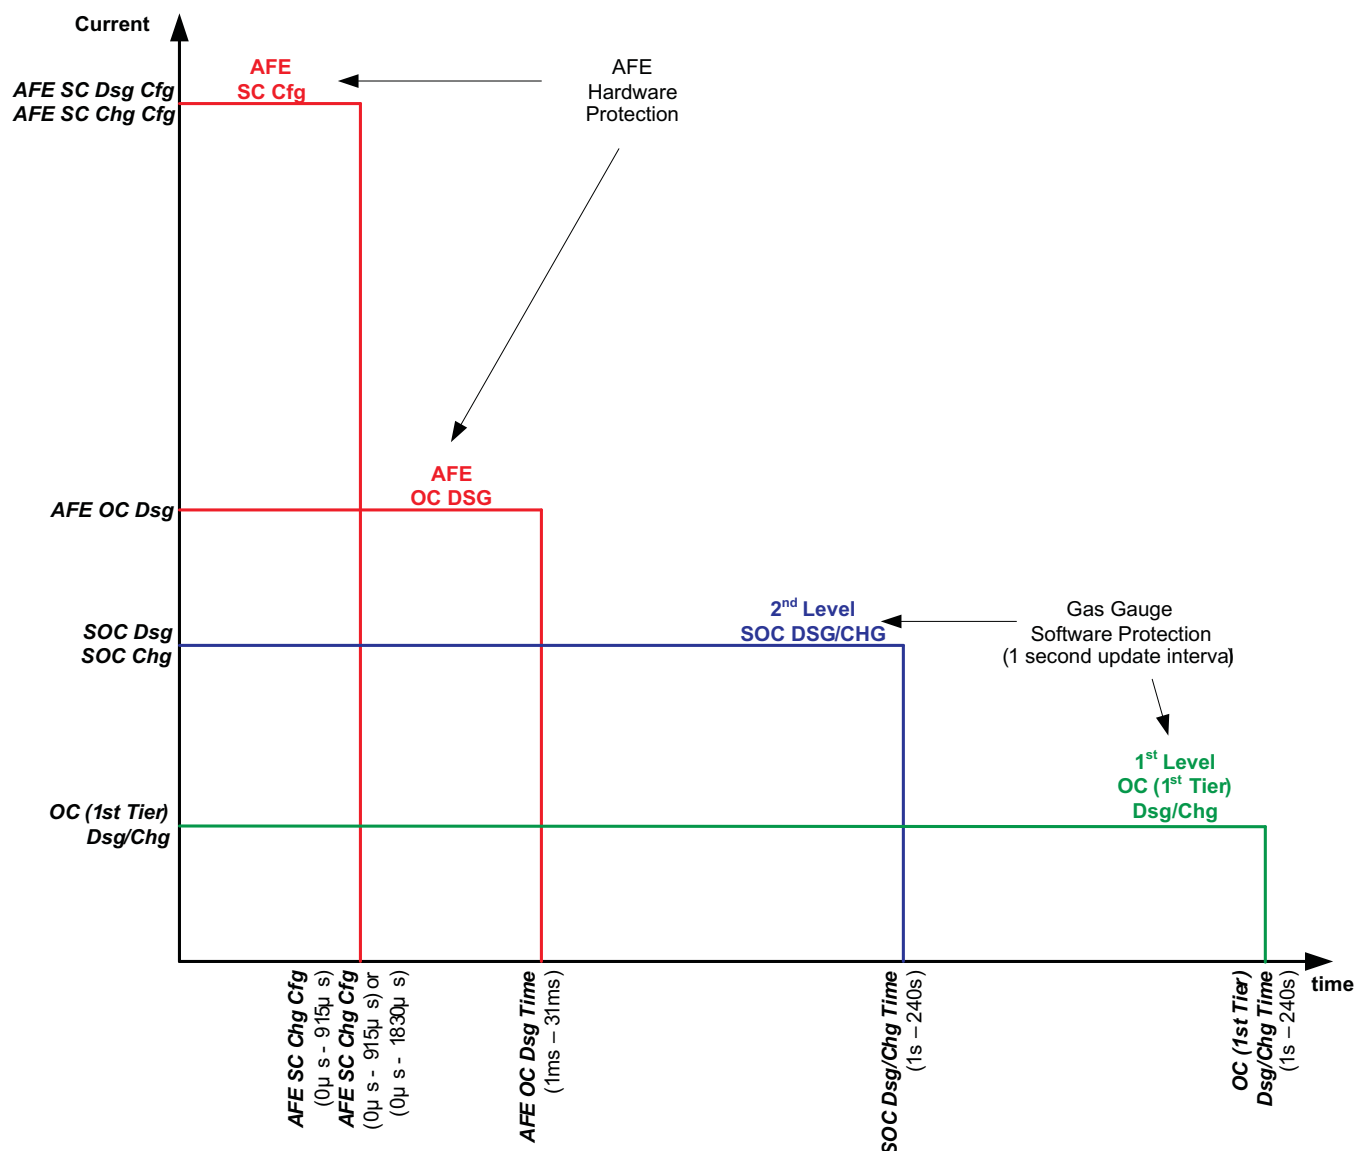 Current
AFE SC Dsg Cfg
AFE SC Chg Cfg
AFE
SC Cfg
AFE
Hardware
Protection
AFE
OC DSG
AFE OC Dsg
2nd Level
SOC DSG/CHG
Gas Gauge
Software Protection
(1 second update interval)
SOC Dsg
SOC Chg
1st Level
OC (1st Tier)
Dsg/Chg
OC (1st Tier)
Dsg/Chg
time
AFE SC Chg Cfg
(0µ s - 915µ s)
AFE SC Chg Cfg
(0µ s - 915µ s) or
(0µ s - 1830µ s)
AFE OC Dsg Time
(1ms – 31ms)
SOC Dsg/Chg Time
(1s – 240s)
OC (1st Tier)
Dsg/Chg Time
(1s – 240s)